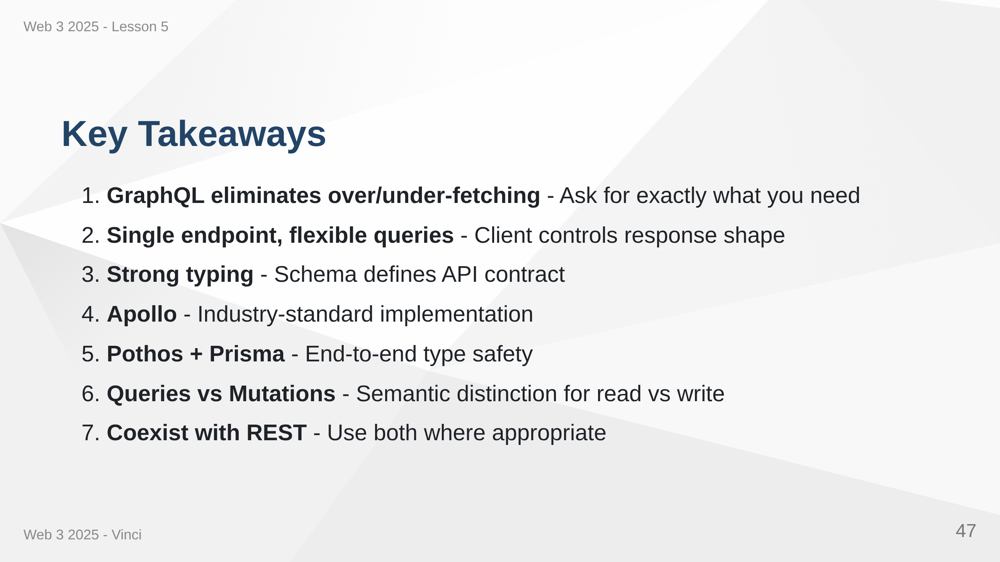 Web 3 2025 - Lesson 5
Key Takeaways
1. GraphQL eliminates over/under-fetching - Ask for exactly what you need
2. Single endpoint, flexible queries - Client controls response shape
3. Strong typing - Schema defines API contract
4. Apollo - Industry-standard implementation
5. Pothos + Prisma - End-to-end type safety
6. Queries vs Mutations - Semantic distinction for read vs write
7. Coexist with REST - Use both where appropriate
Web 3 2025 - Vinci
47